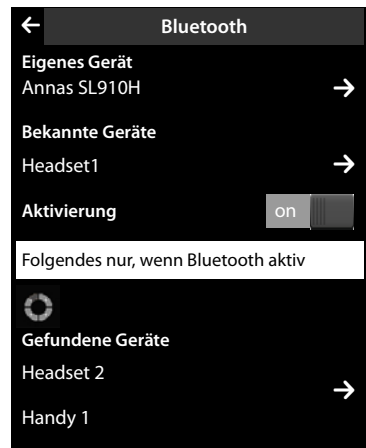 Bluetooth
Eigenes Gerät
Annas SL910H
Bekannte Geräte
Headset1
Aktivierung on
Folgendes nur, wenn Bluetooth aktiv
Gefundene Geräte
Headset 2
Handy 1